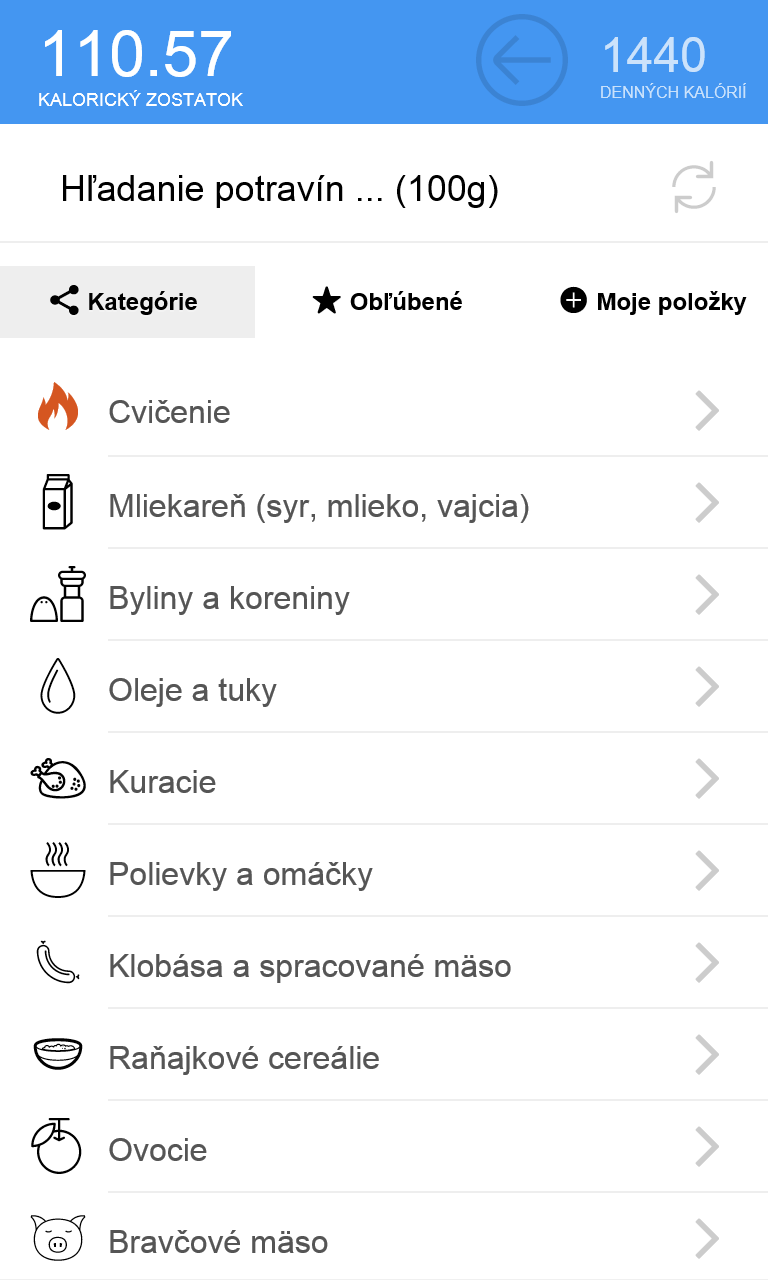 110.57
KALORICKÝ ZOSTATOK
1440
DENNÝCH KALÓRIÍ
Hľadanie potravín ... (100g)
Kategórie
Obľúbené
Moje položky
Cvičenie
Mliekareň (syr, mlieko, vajcia)
Byliny a koreniny
Oleje a tuky
Kuracie
Polievky a omáčky
Klobása a spracované mäso
Raňajkové cereálie
Ovocie
Bravčové mäso